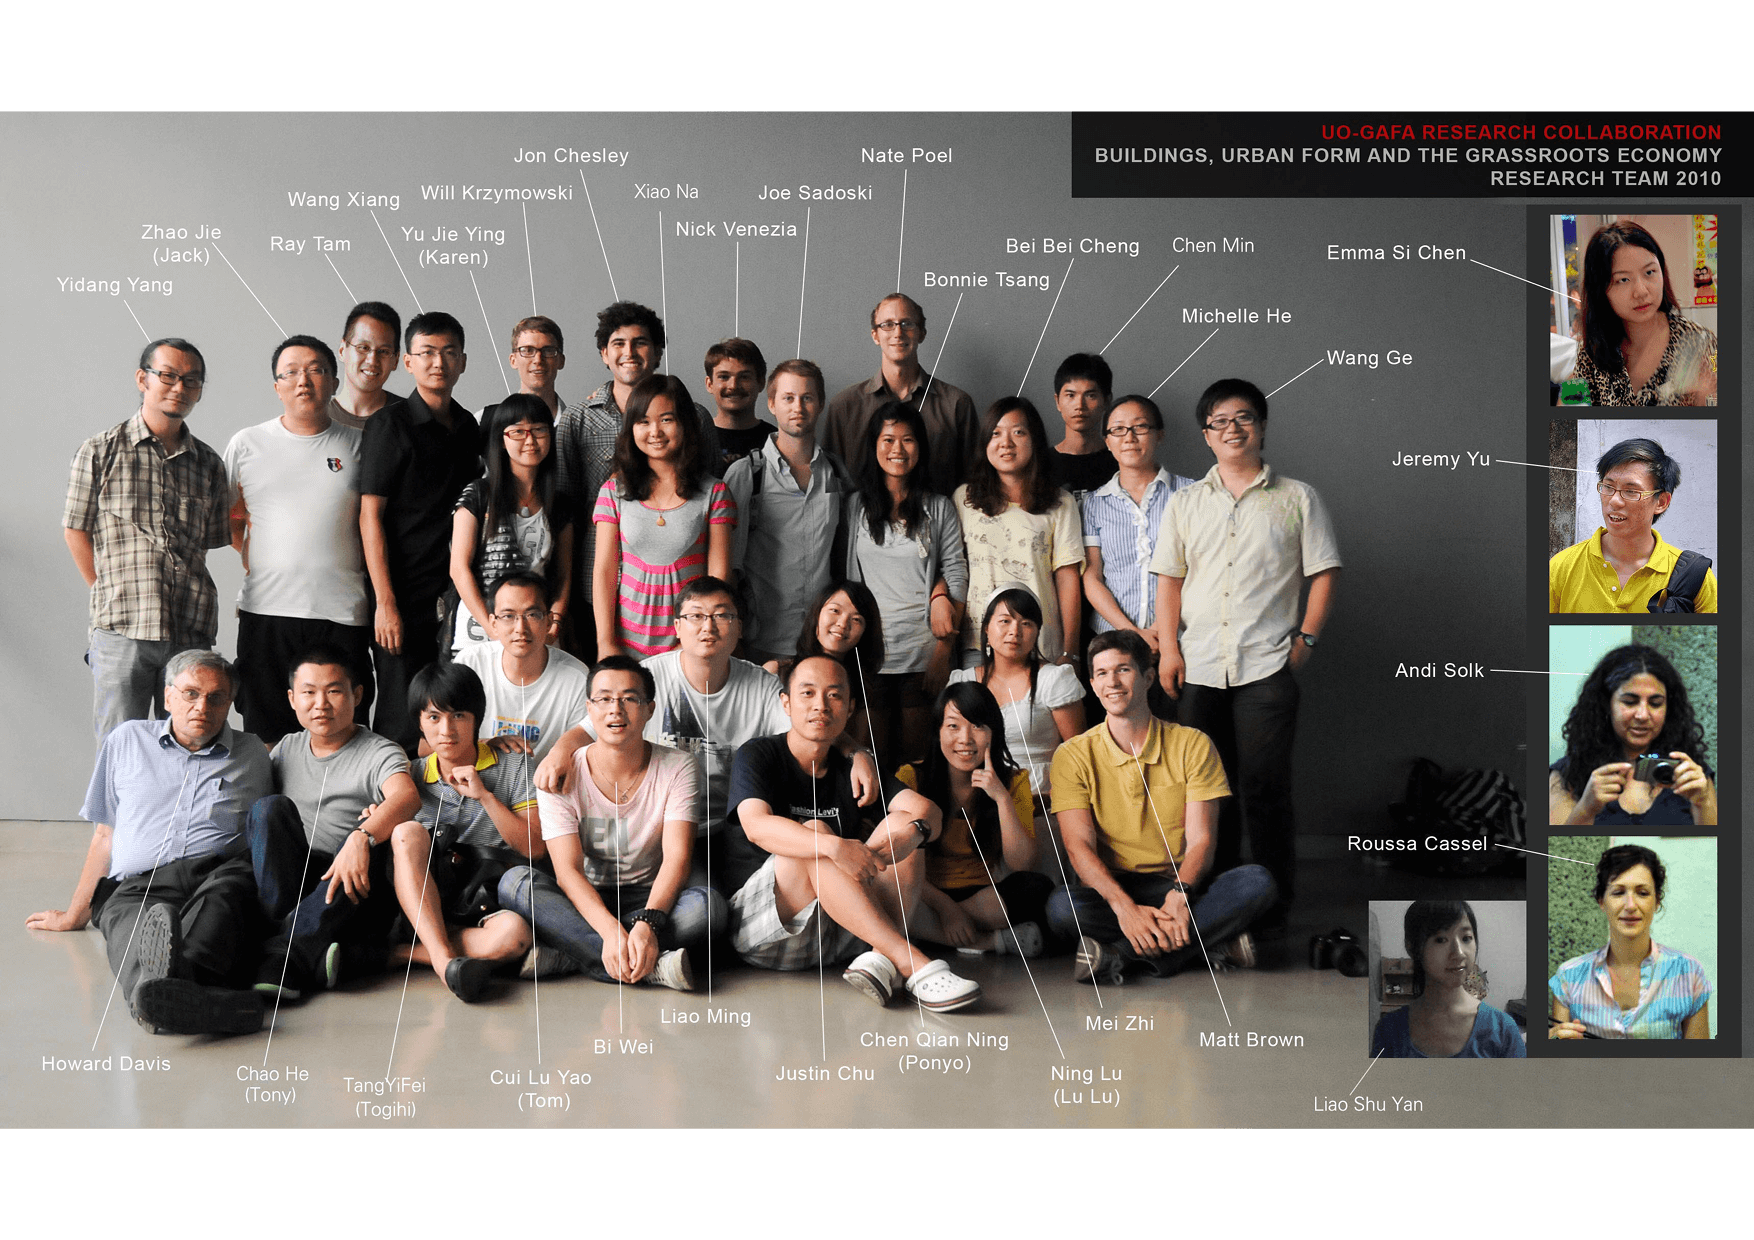 UO-GAFA RESEARCH COLLABORATION
BUILDINGS, URBAN FORM AND THE GRASSROOTS ECONOMY
RESEARCH TEAM 2010
Jon Chesley
Nate Poel
Wang Xiang
Will Krzymowski
Xiao Na
Joe Sadoski
Zhao Jie
(Jack)
Ray Tam
Yu Jie Ying
(Karen)
Nick Venezia
Bei Bei Cheng
Chen Min
Emma Si Chen
Yidang Yang
Bonnie Tsang
Michelle He
Wang Ge
Jeremy Yu
Andi Solk
Roussa Cassel
Howard Davis
Chao He
(Tony)
TangYiFei
(Togihi)
Cui Lu Yao
(Tom)
Bi Wei
Liao Ming
Justin Chu
Chen Qian Ning
(Ponyo)
Ning Lu
(Lu Lu)
Mei Zhi
Matt Brown
Liao Shu Yan